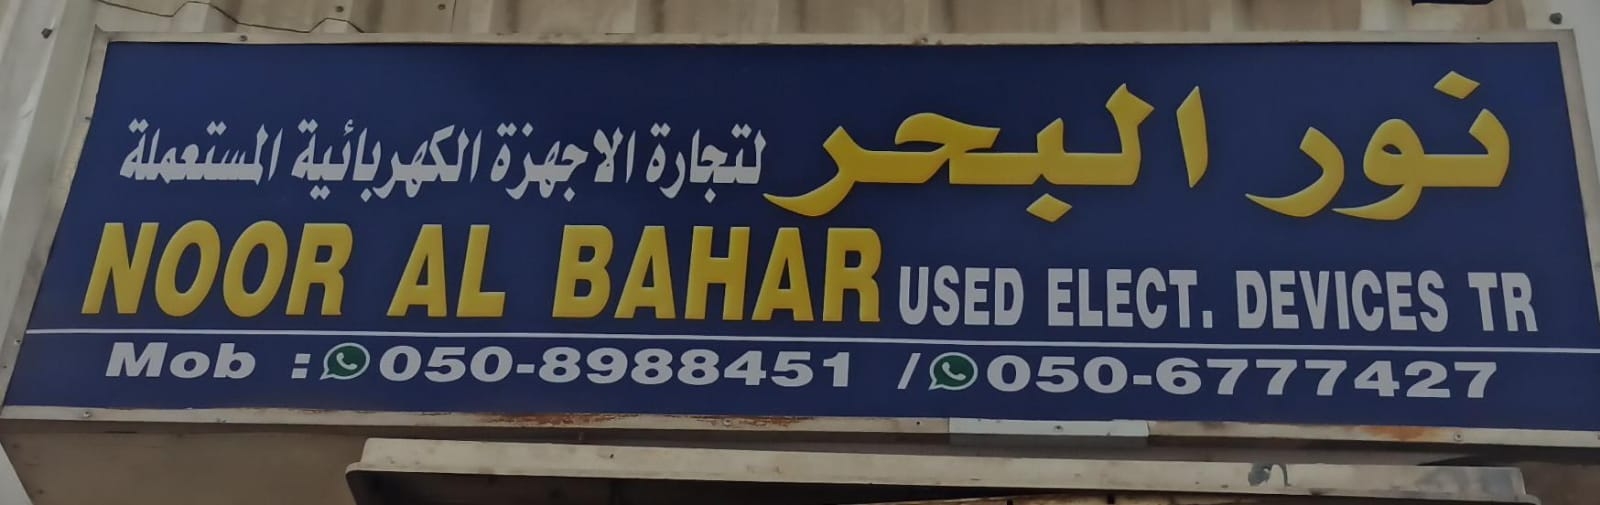 نور البحر لتجارة الاجهزة الكهربائية المستعملة
NOOR AL BAHAR USED ELECT. DEVICES TR
Mob : 050-8988451 / 050-6777427